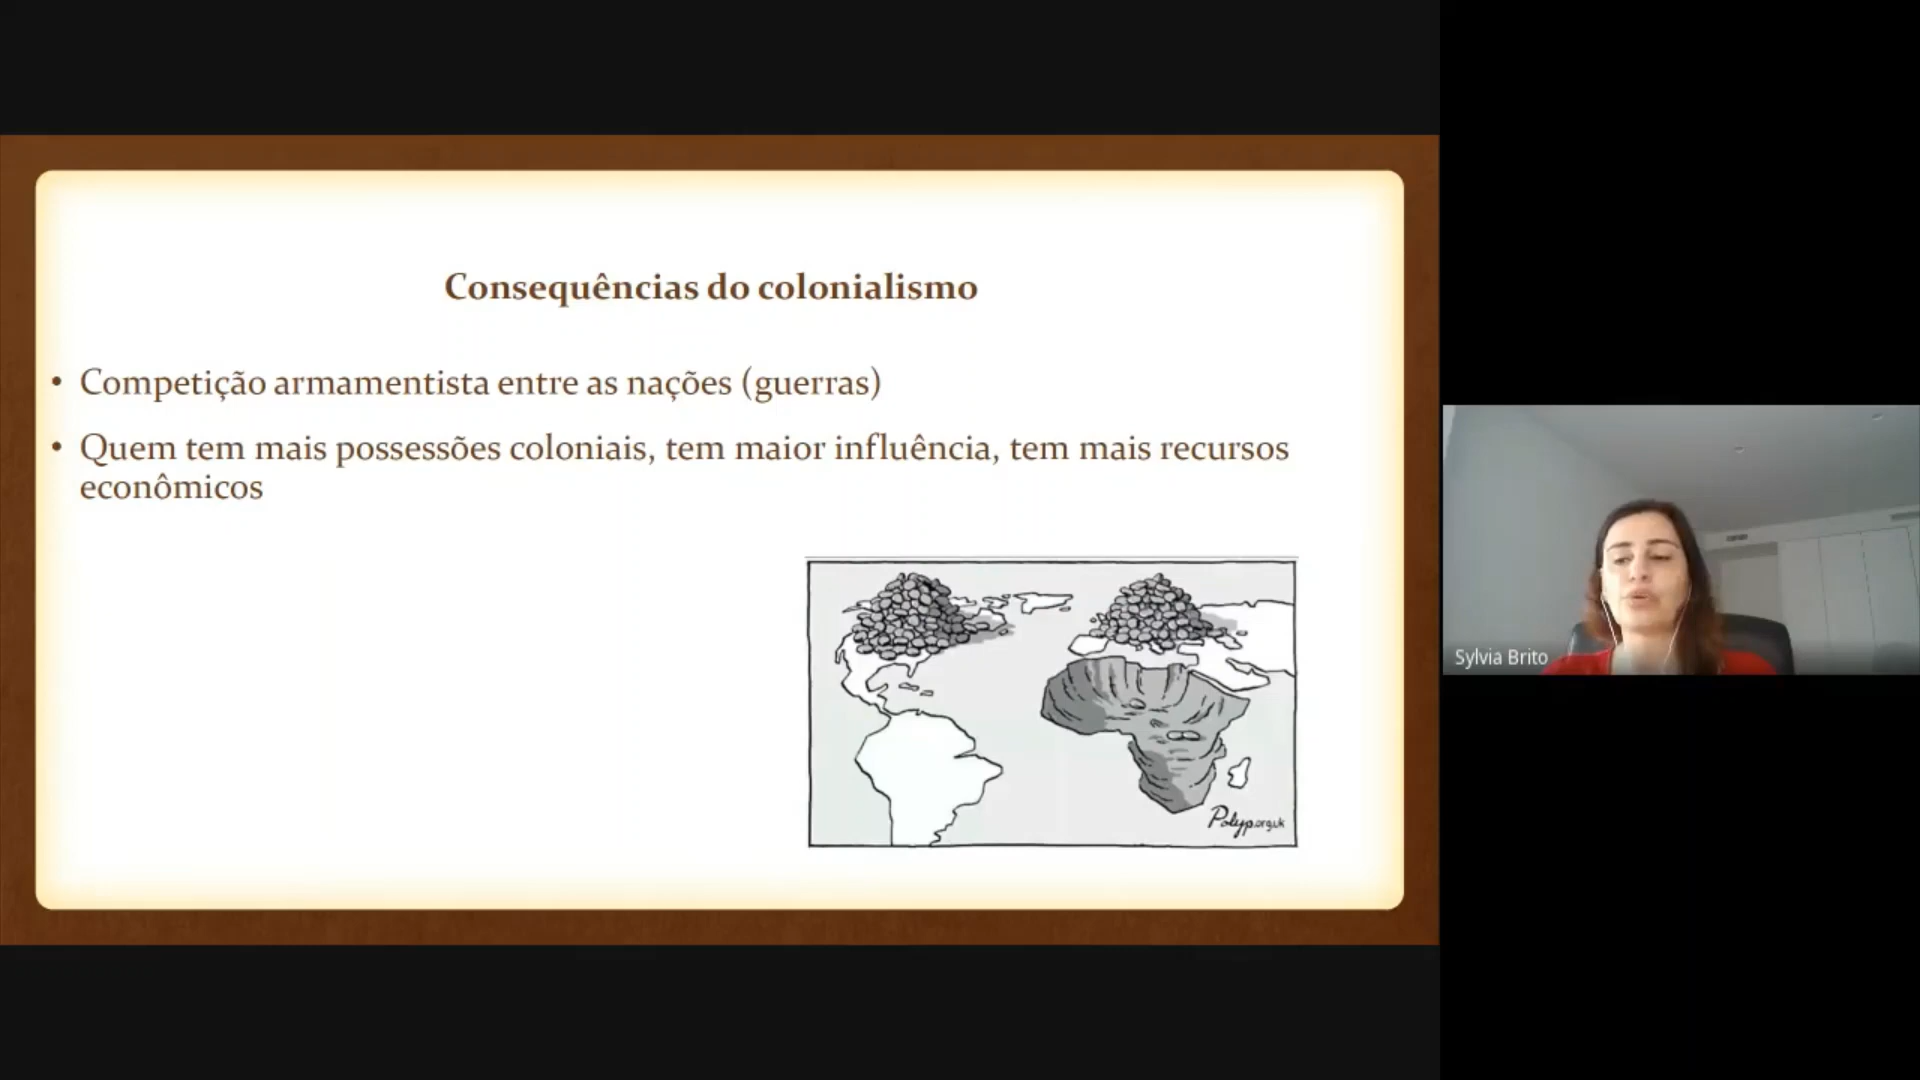 Consequências do colonialismo
• Competição armamentista entre as nações (guerras)
• Quem tem mais possessões coloniais, tem maior influência, tem mais recursos
econômicos
Polyp.org.uk
Sylvia Brito